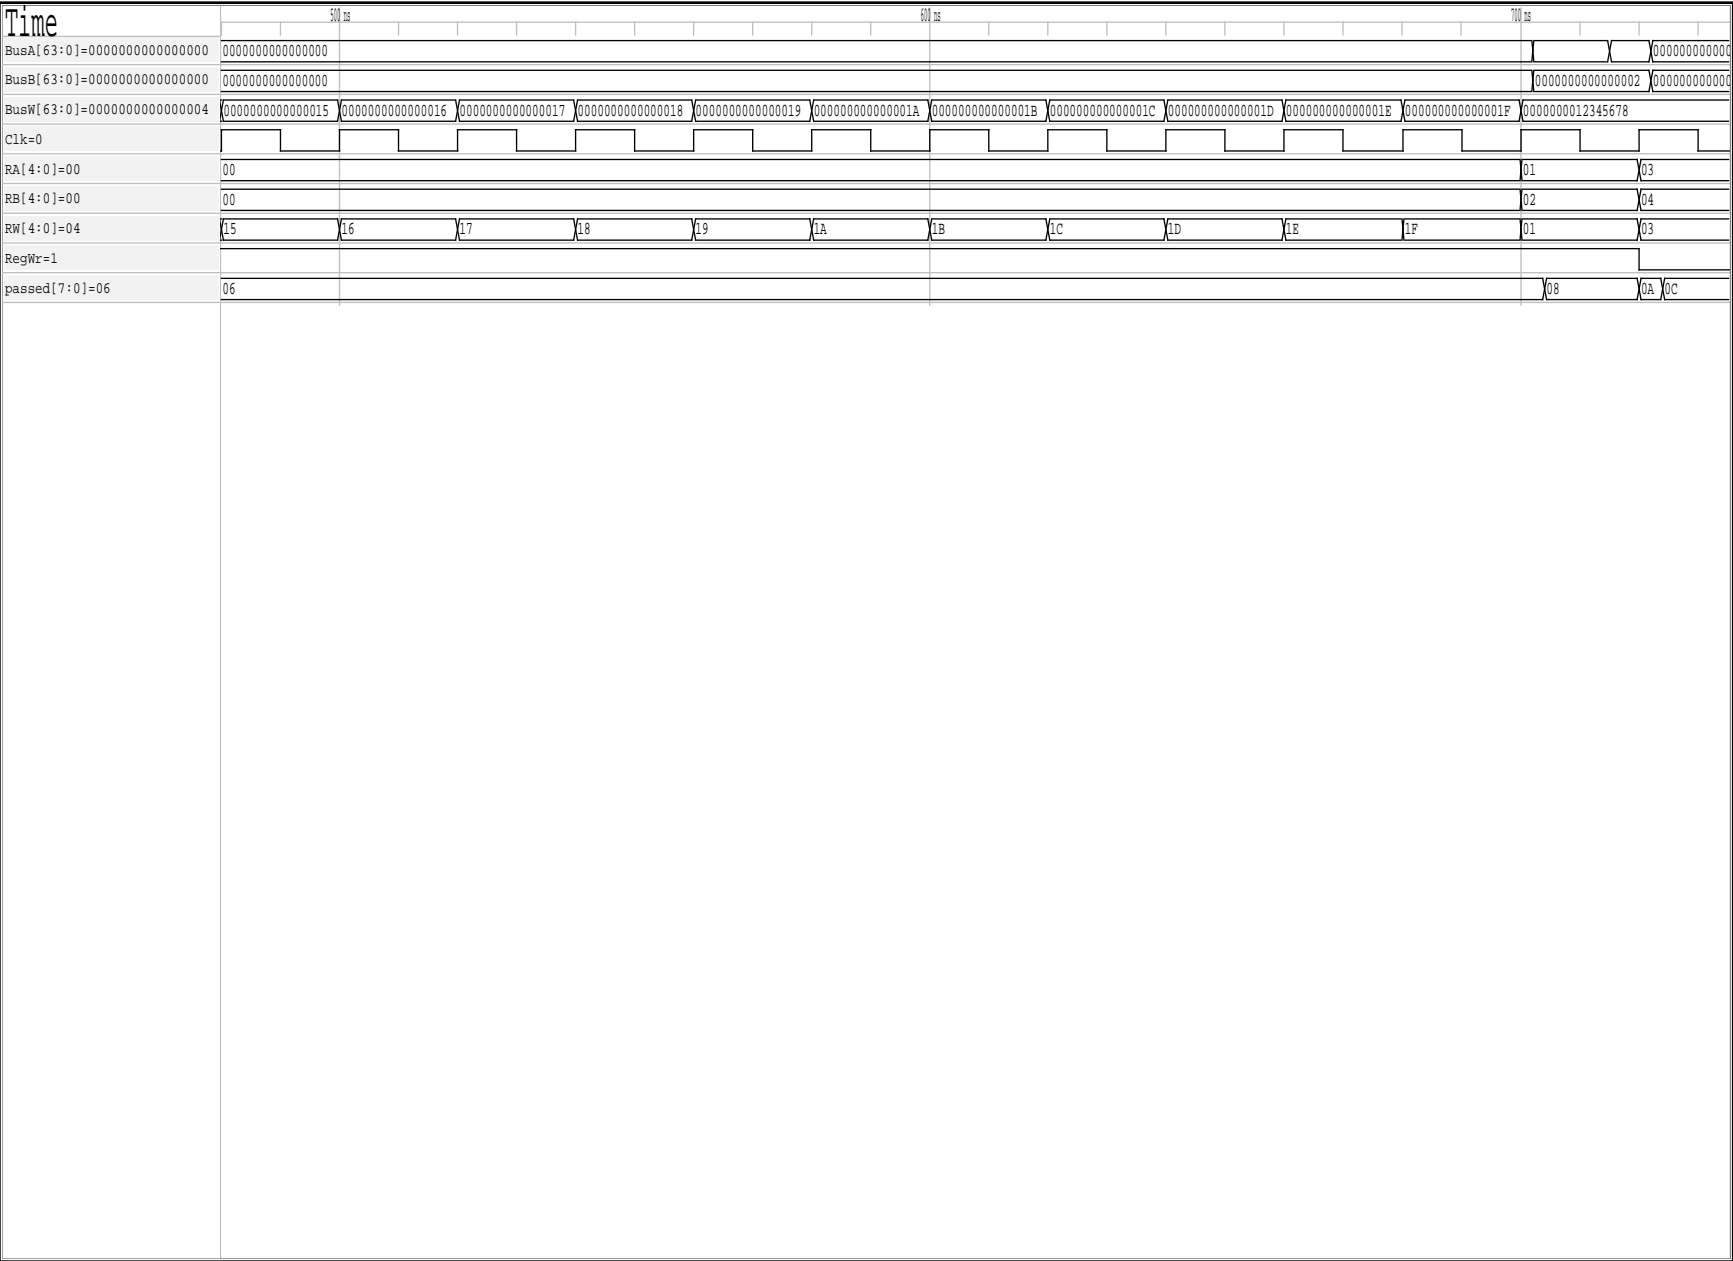 Time
500 ns 600 ns 700 ns
BusA[63:0]=0000000000000000 0000000000000000 000000000000
BusB[63:0]=0000000000000000 0000000000000000 0000000000000002 000000000000
BusW[63:0]=0000000000000004 0000000000000015 0000000000000016 0000000000000017 0000000000000018 0000000000000019 000000000000001A 000000000000001B 000000000000001C 000000000000001D 000000000000001E 000000000000001F 0000000012345678
Clk=0
RA[4:0]=00 00 01 03
RB[4:0]=00 00 02 04
RW[4:0]=04 15 16 17 18 19 1A 1B 1C 1D 1E 1F 01 03
RegWr=1
passed[7:0]=06 06 08 0A 0C